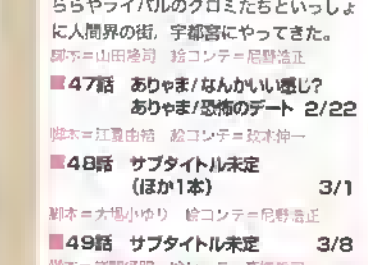 ららやライバルのクロミたちといっしょ
に人間界の街，宇都宮にやってきた。
脚本＝山田隆司 絵コンテ＝尼野浩正
■47話 ありゃま!なんかいい感じ?
ありゃま!恐怖のデート 2/22
脚本＝江夏由結 絵コンテ＝政木伸一
■48話 サブタイトル未定
(ほか1本) 3/1
脚本＝大場小ゆり 絵コンテ＝尼野浩正
■49話 サブタイトル未定 3/8